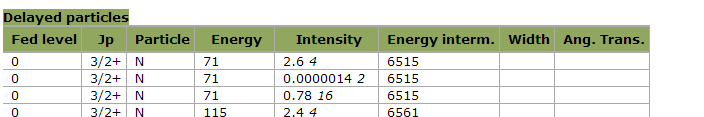 Delayed particles
Fed level Jp Particle Energy Intensity Energy interm. Width Ang. Trans.
0 3/2+ N 71 2.6 4 6515
0 3/2+ N 71 0.0000014 2 6515
0 3/2+ N 71 0.78 16 6515
0 3/2+ N 115 2.4 4 6561